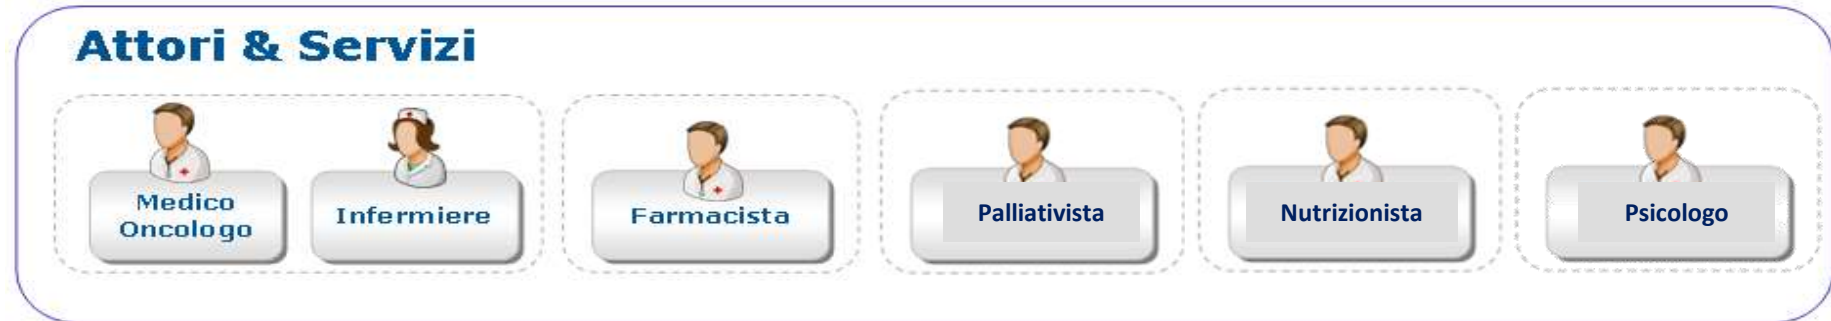 Attori & Servizi
Medico
Oncologo
Infermiere
Farmacista
Palliativista
Nutrizionista
Psicologo